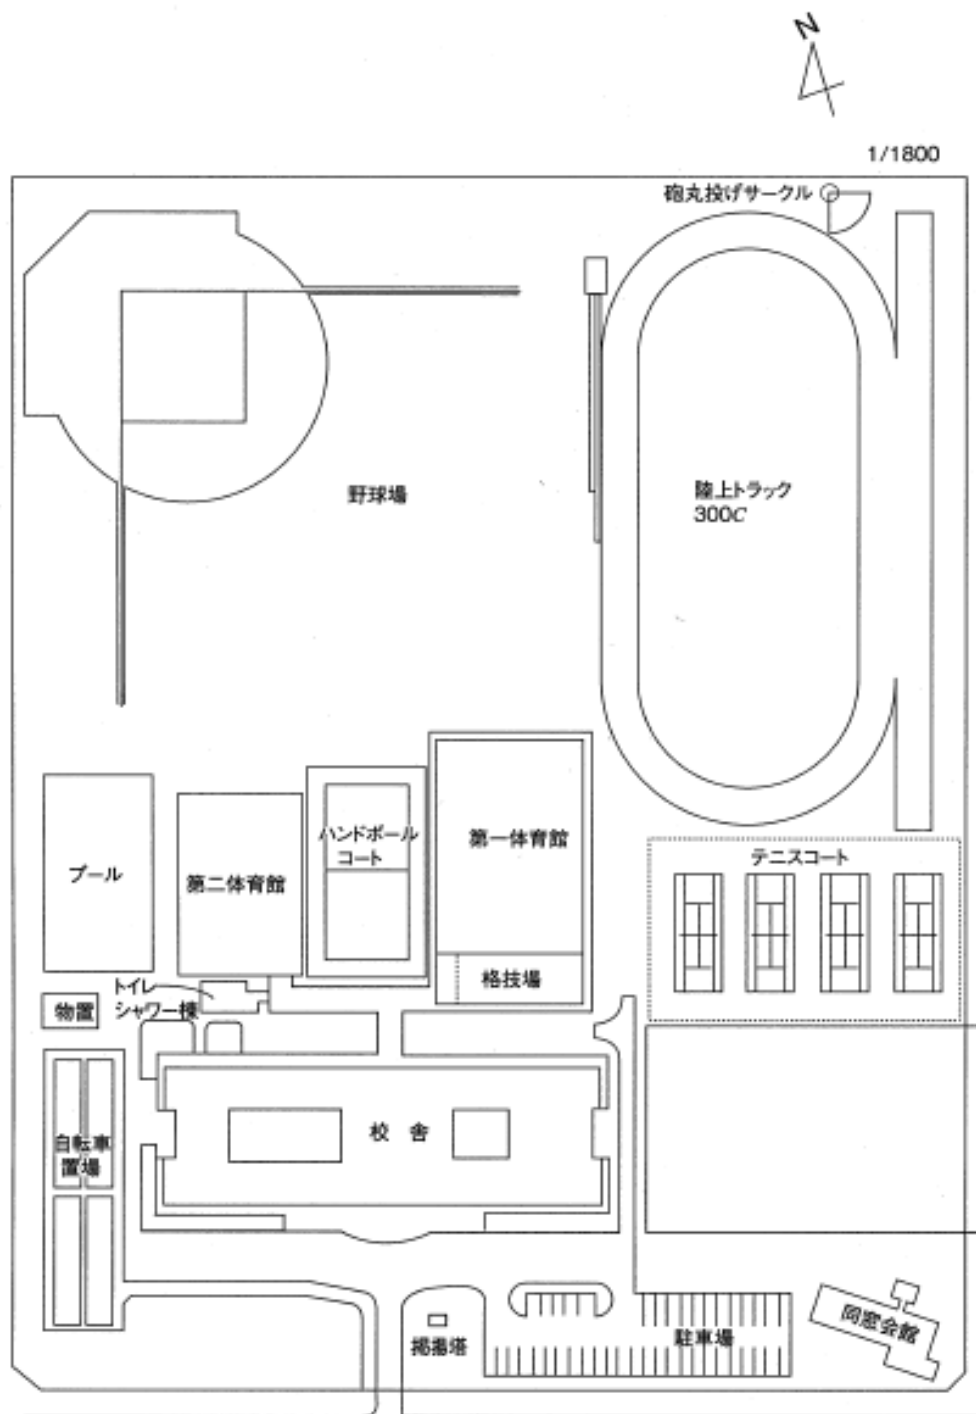 N
1/1800
砲丸投げサークル
野球場
陸上トラック
300C
ハンドボール
コート
第一体育館
テニスコート
プール
第二体育館
格技場
トイレ
シャワー棟
物置
校 舎
自転車
置場
掲揚塔
駐車場
同窓会館